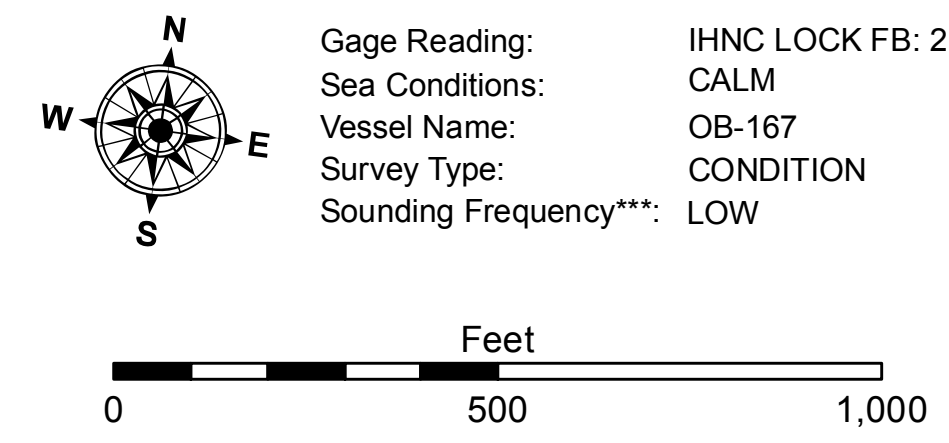 N
W
E
S
Gage Reading: IHNC LOCK FB: 2
Sea Conditions: CALM
Vessel Name: OB-167
Survey Type: CONDITION
Sounding Frequency***: LOW
Feet
0 500 1,000